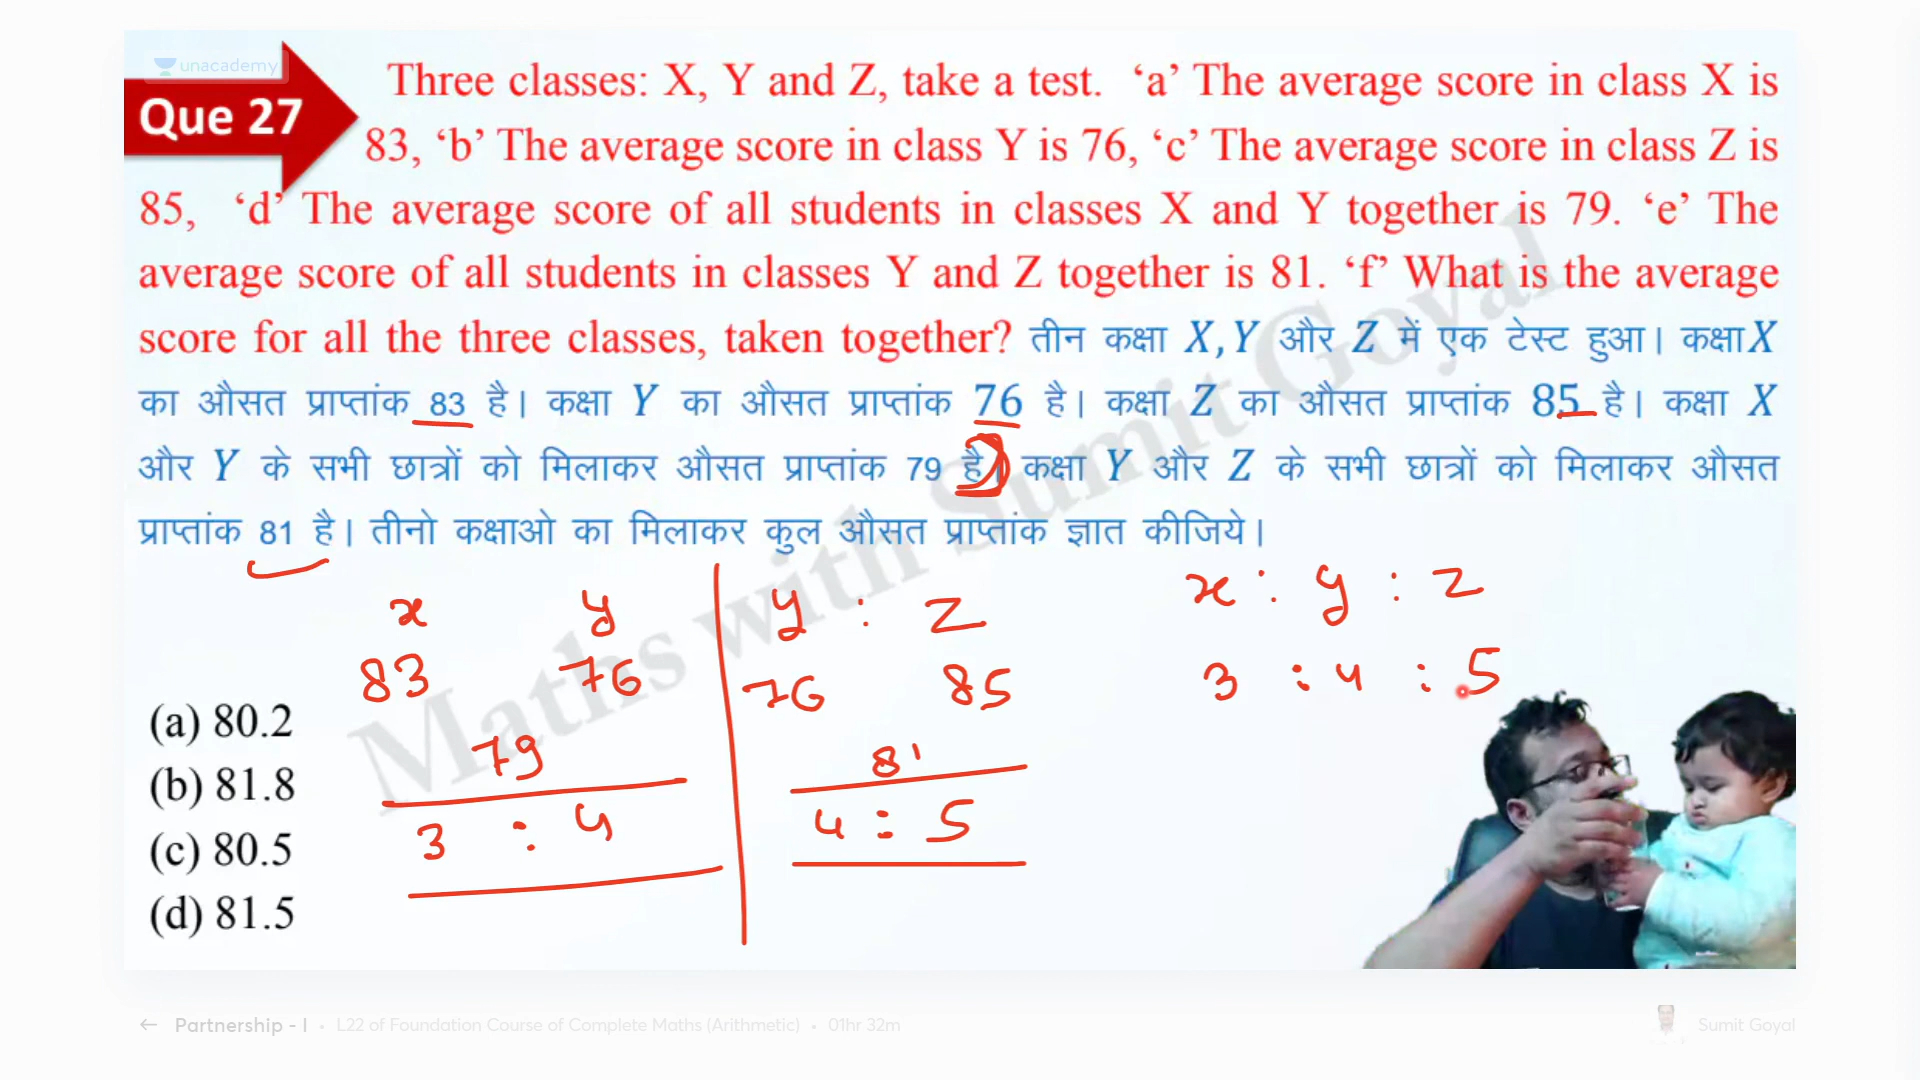 unacademy
Que 27
Three classes: X, Y and Z, take a test. ‘a’ The average score in class X is
83, ‘b’ The average score in class Y is 76, ‘c’ The average score in class Z is
85, ‘d’ The average score of all students in classes X and Y together is 79. ‘e’ The
average score of all students in classes Y and Z together is 81. ‘f’ What is the average
score for all the three classes, taken together? तीन कक्षा X, Y और Z में एक टेस्ट हुआ। कक्षा X
का औसत प्राप्तांक 83 है। कक्षा Y का औसत प्राप्तांक 76 है। कक्षा Z का औसत प्राप्तांक 85 है। कक्षा X
और Y के सभी छात्रों को मिलाकर औसत प्राप्तांक 79 है। कक्षा Y और Z के सभी छात्रों को मिलाकर औसत
प्राप्तांक 81 है। तीनो कक्षाओ का मिलाकर कुल औसत प्राप्तांक ज्ञात कीजिये।
Maths with Sumit Goyal
x y
83 76
79
3 : 4
y : z
76 85
81
4 : 5
x : y : z
3 : 4 : 5
(a) 80.2
(b) 81.8
(c) 80.5
(d) 81.5
← Partnership - I • L22 of Foundation Course of Complete Maths (Arithmetic) • 01hr 32m
Sumit Goyal